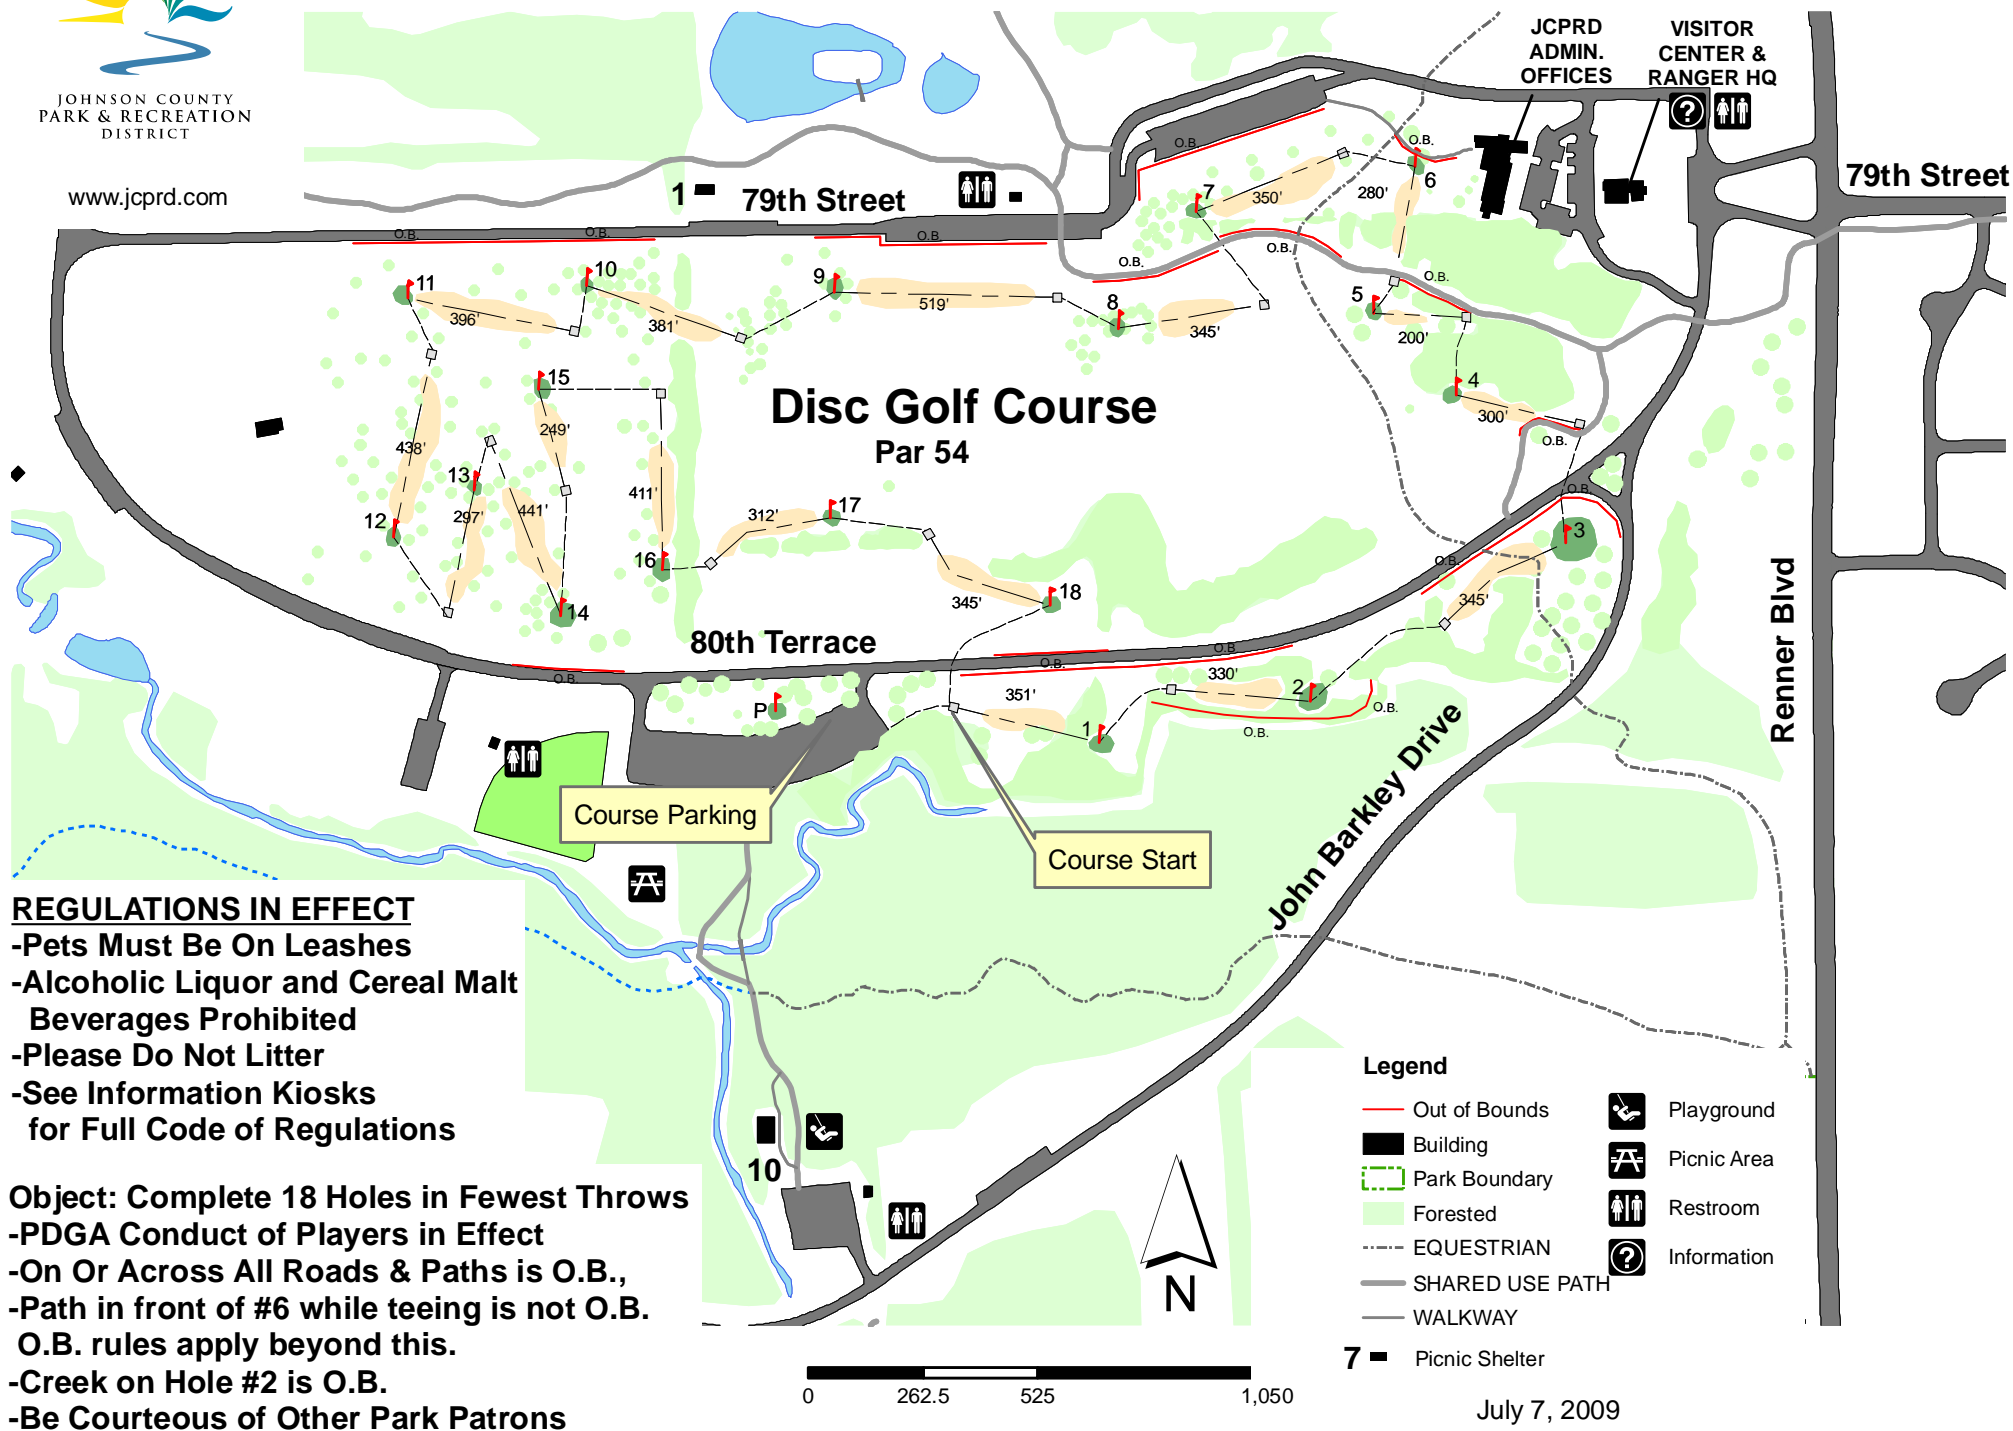 JOHNSON COUNTY
PARK & RECREATION
DISTRICT
www.jcprd.com
JCPRD
ADMIN.
OFFICES
VISITOR
CENTER &
RANGER HQ
?
79th Street
79th Street
1
O.B.
O.B.
O.B.
O.B.
O.B.
O.B.
O.B.
O.B.
7
350'
280'
6
11
396'
10
381'
9
519'
8
345'
5
200'
4
300'
O.B.
Disc Golf Course
Par 54
15
249'
438'
13
297'
441'
12
14
411'
16
312'
17
345'
18
O.B.
3
O.B.
345'
80th Terrace
O.B.
O.B.
O.B.
P
351'
1
330'
2
O.B.
O.B.
Renner Blvd
John Barkley Drive
Course Parking
Course Start
REGULATIONS IN EFFECT
-Pets Must Be On Leashes
-Alcoholic Liquor and Cereal Malt
Beverages Prohibited
-Please Do Not Litter
-See Information Kiosks
for Full Code of Regulations
Object: Complete 18 Holes in Fewest Throws
-PDGA Conduct of Players in Effect
-On Or Across All Roads & Paths is O.B.,
-Path in front of #6 while teeing is not O.B.
O.B. rules apply beyond this.
-Creek on Hole #2 is O.B.
-Be Courteous of Other Park Patrons
10
N
0 262.5 525 1,050
Legend
Out of Bounds
Building
Park Boundary
Forested
EQUESTRIAN
SHARED USE PATH
WALKWAY
7 Picnic Shelter
Playground
Picnic Area
Restroom
? Information
July 7, 2009